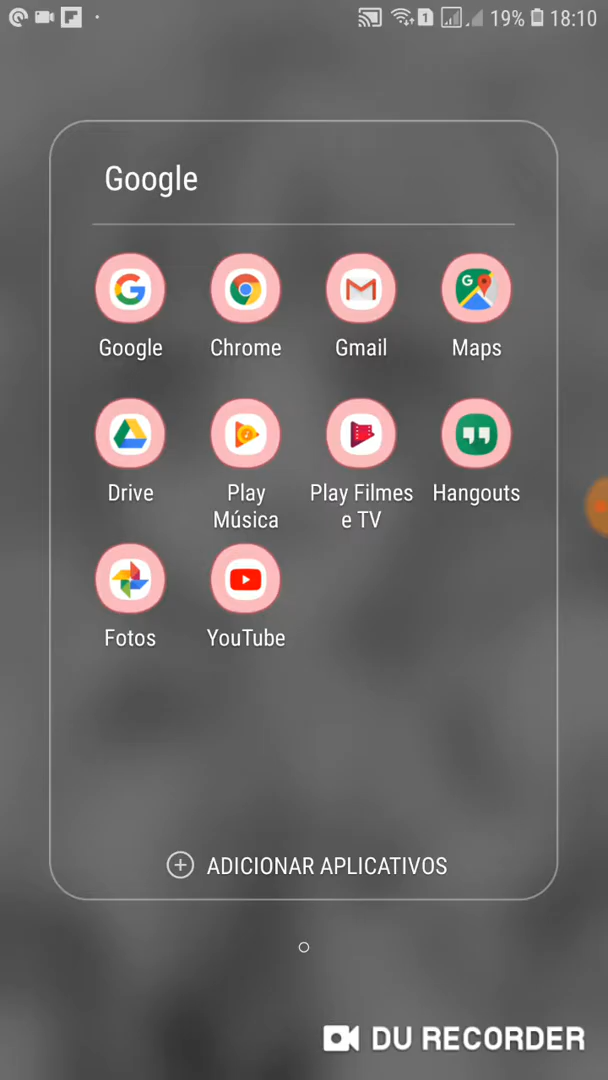 1 19% 18:10
Google
Google Chrome Gmail Maps
Drive Play Música Play Filmes e TV Hangouts
Fotos YouTube
ADICIONAR APLICATIVOS
DU RECORDER